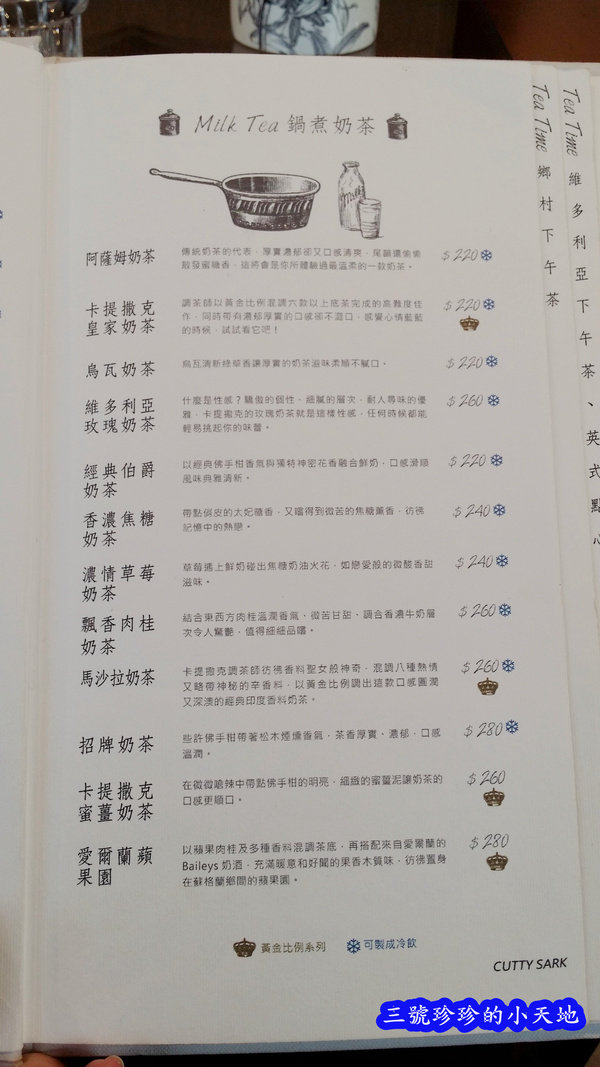 Milk Tea 鍋煮奶茶
Milk
阿薩姆奶茶
傳統奶茶的代表，厚實濃郁卻又口感清爽，尾韻還偷偷
散發蜜糖香，這將會是你所體驗過最溫柔的一款奶茶。
$220
卡提撒克
皇家奶茶
調茶師以黃金比例混調六款以上底茶完成的高難度佳
作，同時帶有濃郁厚實的口感卻不澀口，感覺心情藍藍
的時候，試試看它吧！
$220
烏瓦奶茶
烏瓦清新綠草香讓厚實的奶茶滋味柔順不膩口。
$220
維多利亞
玫瑰奶茶
什麼是性感？驕傲的個性、細膩的層次，耐人尋味的優
雅，卡提撒克的玫瑰奶茶就是這樣性感，任何時候都能
輕易挑起你的味蕾。
$260
經典伯爵
奶茶
以經典佛手柑香氣與獨特神密花香融合鮮奶，口感滑順
風味典雅清新。
$220
香濃焦糖
奶茶
帶點俏皮的太妃糖香，又嚐得到微苦的焦糖薰香，彷彿
記憶中的熱戀。
$240
濃情草莓
奶茶
草莓遇上鮮奶碰出焦糖奶油火花，如戀愛般的微酸香甜
滋味。
$240
飄香肉桂
奶茶
結合東西方肉桂溫潤香氣、微苦甘甜、調合香濃牛奶層
次令人驚艷，值得細細品嚐。
$260
馬沙拉奶茶
卡提撒克調茶師彷彿香料聖女般神奇，混調八種熱情
又略帶神秘的辛香料，以黃金比例調出這款口感圓潤
又深澳的經典印度香料奶茶。
$260
招牌奶茶
些許佛手柑帶著松木煙燻香氣，茶香厚實、濃郁，口感
溫潤。
$280
卡提撒克
蜜薑奶茶
在微微嗆辣中帶點佛手柑的明亮，細緻的蜜薑泥讓奶茶的
口感更順口。
$260
愛爾蘭蘋
果園
以蘋果肉桂及多種香料混調茶底，再搭配來自愛爾蘭的
Baileys 奶酒，充滿暖意和好聞的果香木質味，彷彿置身
在蘇格蘭鄉間的蘋果園。
$280
黃金比例系列
可製成冷飲
CUTTY SARK
Tea Time 鄉村下午茶
Tea Time 維多利亞下午茶、英式點心
三號珍珍的小天地